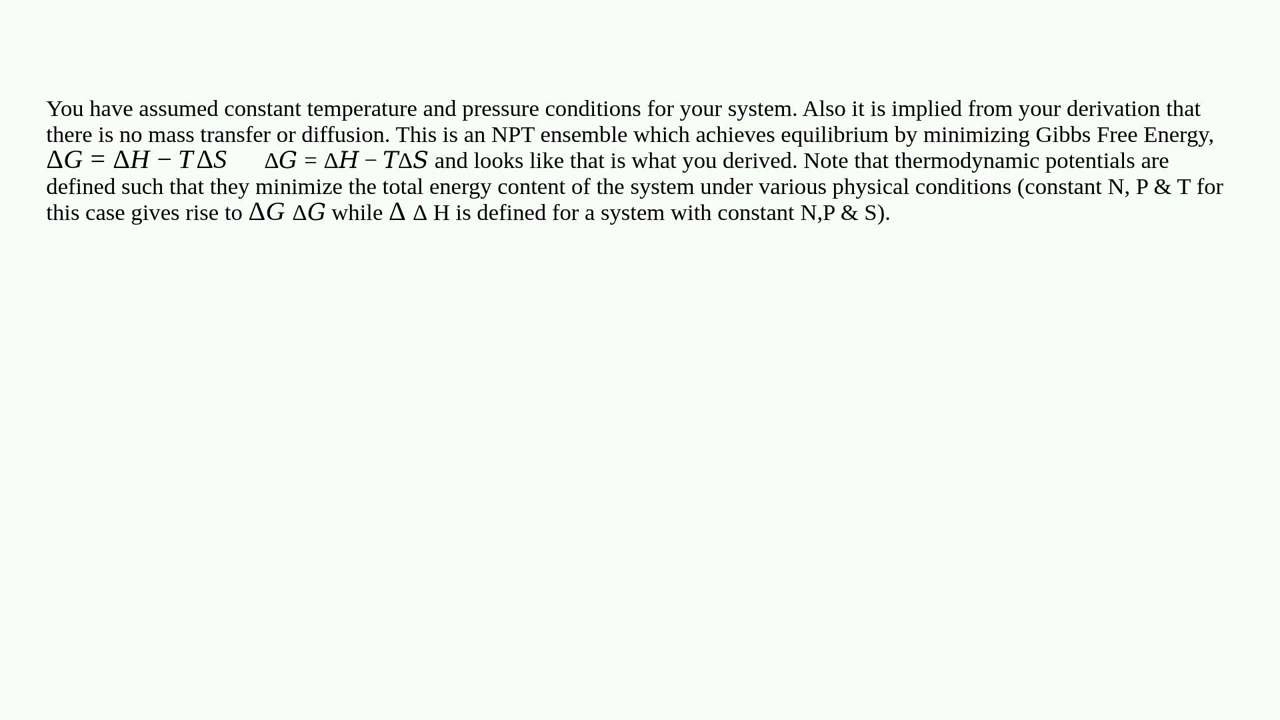 You have assumed constant temperature and pressure conditions for your system. Also it is implied from your derivation that
there is no mass transfer or diffusion. This is an NPT ensemble which achieves equilibrium by minimizing Gibbs Free Energy,
ΔG = ΔH − TΔS ΔG = ΔH − TΔS and looks like that is what you derived. Note that thermodynamic potentials are
defined such that they minimize the total energy content of the system under various physical conditions (constant N, P & T for
this case gives rise to ΔG ΔG while Δ Δ H is defined for a system with constant N,P & S).